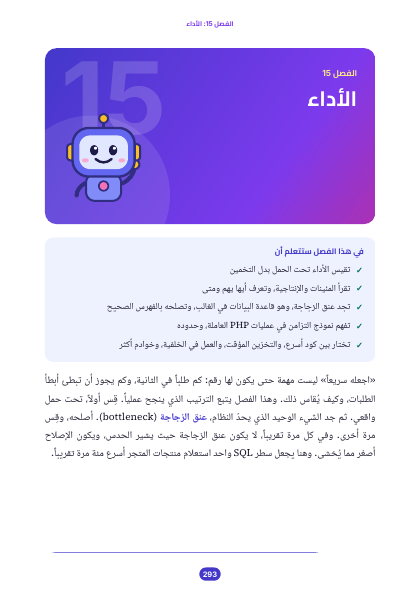 الفصل 15: الأداء
15
الفصل 15
الأداء
في هذا الفصل ستتعلم أن
✓ تقيس الأداء تحت الحمل بدل التخمين
✓ تقرأ المئينات والإنتاجية، وتعرف أيها يهم ومتى
✓ تجد عنق الزجاجة، وهو قاعدة البيانات في الغالب، وتصلحه بالفهرس الصحيح
✓ تفهم نموذج التزامن في عمليات PHP العاملة، وحدوده
✓ تختار بين كود أسرع، والتخزين المؤقت، والعمل في الخلفية، وخوادم أكثر
«اجعله سريعاً» ليست مهمة حتى يكون لها رقم: كم طلباً في الثانية، وكم يجوز أن تبطئ أبطأ
الطلبات، وكيف يُقاس ذلك. وهذا الفصل يتبع الترتيب الذي ينجح عملياً. قِس أولاً، تحت حمل
واقعي. ثم جد الشيء الوحيد الذي يحدّ النظام، عنق الزجاجة (bottleneck). أصلحه، وقِس
مرة أخرى. وفي كل مرة تقريباً، لا يكون عنق الزجاجة حيث يشير الحدس، ويكون الإصلاح
أصغر مما يُخشى. وهنا يجعل سطر SQL واحد استعلام منتجات المتجر أسرع مئة مرة تقريباً.
293